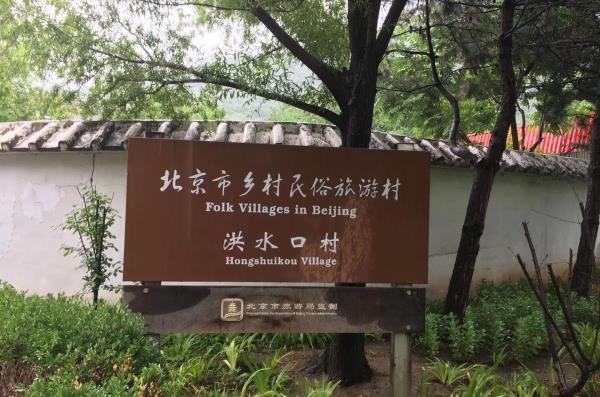 北京市乡村民俗旅游村
Folk Villages in Beijing
洪水口村
Hongshuikou Village
北京市旅游局监制